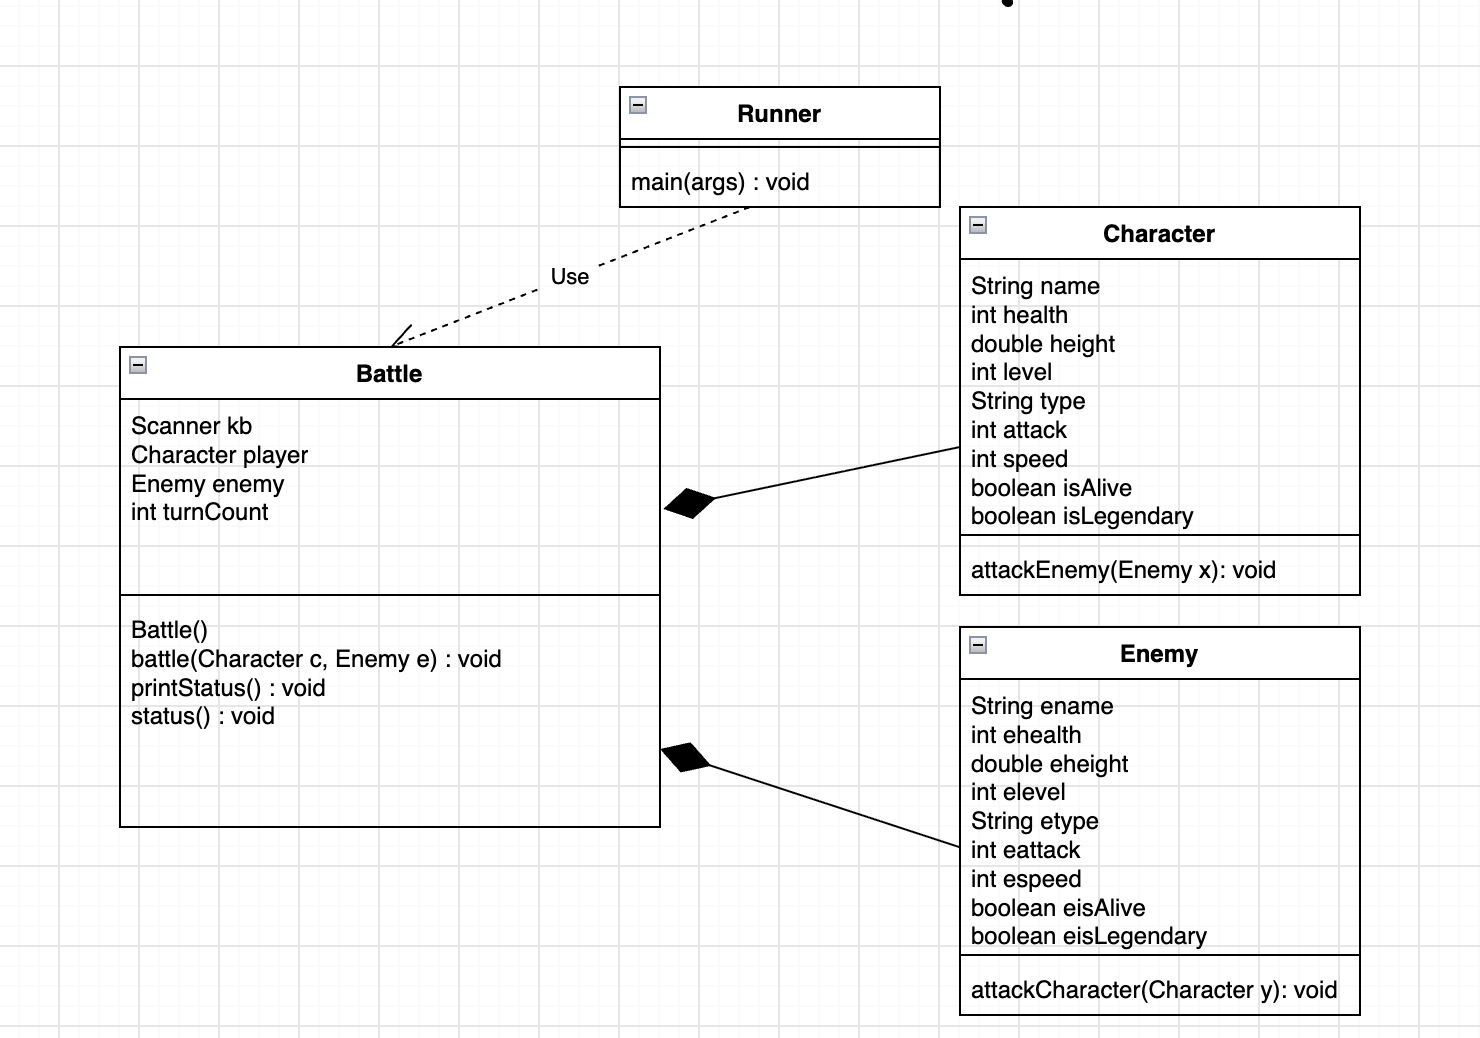 Runner
main(args) : void
Use
Battle
Scanner kb
Character player
Enemy enemy
int turnCount
Battle()
battle(Character c, Enemy e) : void
printStatus() : void
status() : void
Character
String name
int health
double height
int level
String type
int attack
int speed
boolean isAlive
boolean isLegendary
attackEnemy(Enemy x): void
Enemy
String ename
int ehealth
double eheight
int elevel
String etype
int eattack
int espeed
boolean eisAlive
boolean eisLegendary
attackCharacter(Character y): void